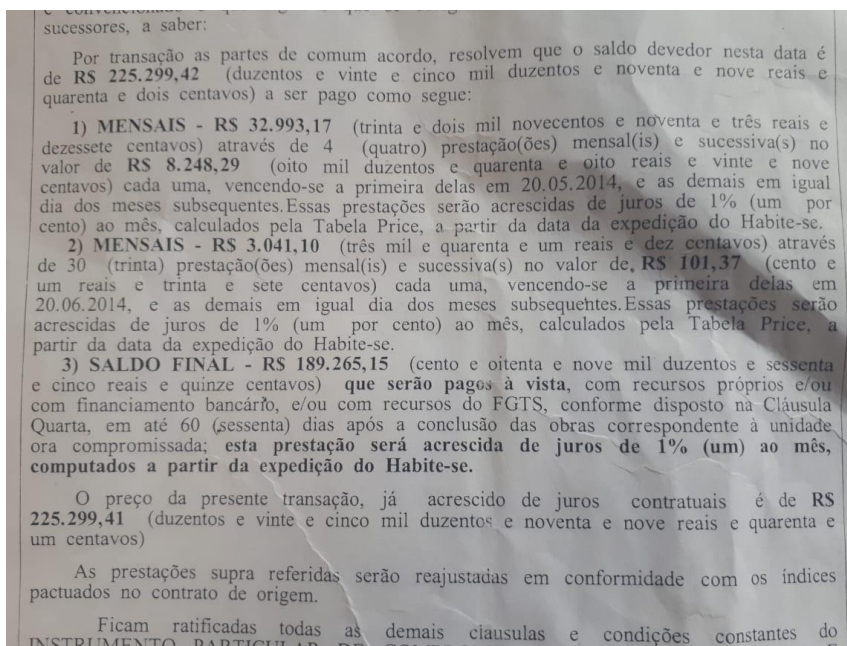 sucessores, a saber:
Por transação as partes de comum acordo, resolvem que o saldo devedor nesta data é
de R$ 225.299,42 (duzentos e vinte e cinco mil duzentos e noventa e nove reais e
quarenta e dois centavos) a ser pago como segue:
1) MENSAIS - R$ 32.993,17 (trinta e dois mil novecentos e noventa e três reais e
dezessete centavos) através de 4 (quatro) prestação(ões) mensal(is) e sucessiva(s) no
valor de R$ 8.248,29 (oito mil duzentos e quarenta e oito reais e vinte e nove
centavos) cada uma, vencendo-se a primeira delas em 20.05.2014, e as demais em igual
dia dos meses subsequentes.Essas prestações serão acrescidas de juros de 1% (um por
cento) ao mês, calculados pela Tabela Price, a partir da data da expedição do Habite-se.
2) MENSAIS - R$ 3.041,10 (três mil e quarenta e um reais e dez centavos) através
de 30 (trinta) prestação(ões) mensal(is) e sucessiva(s) no valor de R$ 101,37 (cento e
um reais e trinta e sete centavos) cada uma, vencendo-se a primeira delas em
20.06.2014, e as demais em igual dia dos meses subsequentes.Essas prestações serão
acrescidas de juros de 1% (um por cento) ao mês, calculados pela Tabela Price, a
partir da data da expedição do Habite-se.
3) SALDO FINAL - R$ 189.265,15 (cento e oitenta e nove mil duzentos e sessenta
e cinco reais e quinze centavos) que serão pagos à vista, com recursos próprios e/ou
com financiamento bancário, e/ou com recursos do FGTS, conforme disposto na Cláusula
Quarta, em até 60 (sessenta) dias após a conclusão das obras correspondente à unidade
ora compromissada; esta prestação será acrescida de juros de 1% (um) ao mês,
computados a partir da expedição do Habite-se.
O preço da presente transação, já acrescido de juros contratuais é de R$
225.299,41 (duzentos e vinte e cinco mil duzentos e noventa e nove reais e quarenta e
um centavos)
As prestações supra referidas serão reajustadas em conformidade com os índices
pactuados no contrato de origem.
Ficam ratificadas todas as demais clausulas e condições constantes do
INSTRUMENTO PARTICULAR DE